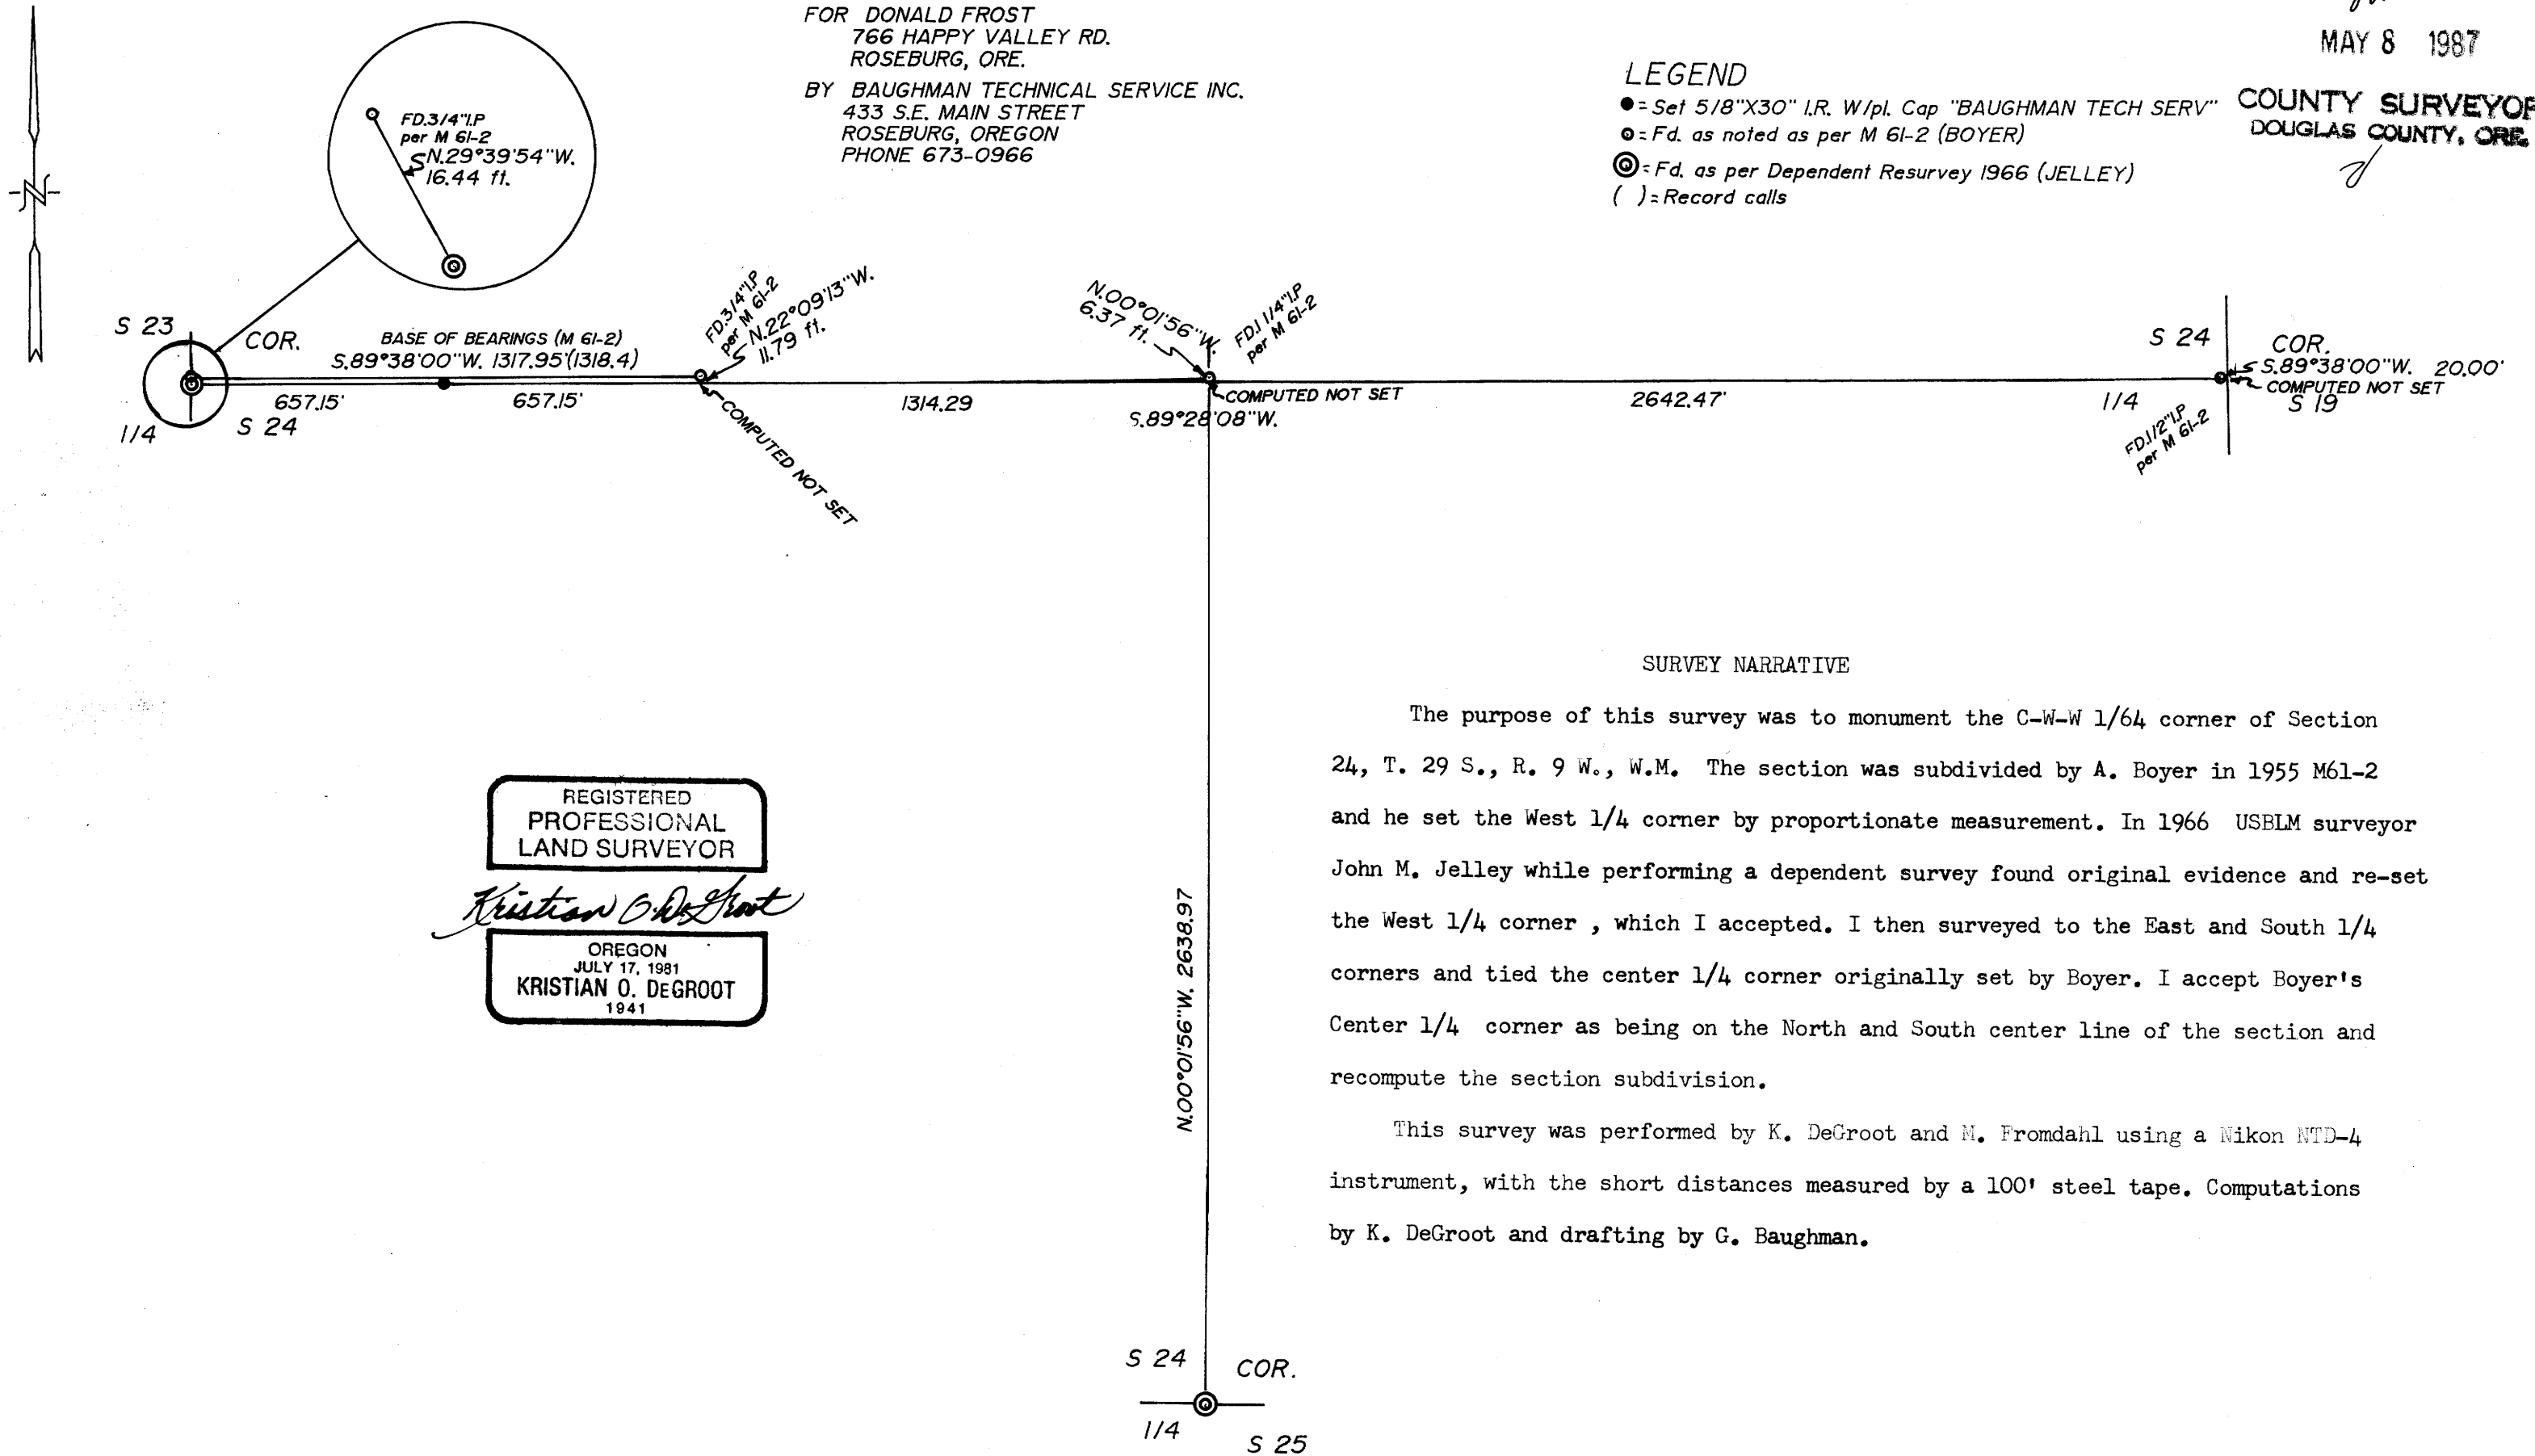 FOR DONALD FROST
766 HAPPY VALLEY RD.
ROSEBURG, ORE.
BY BAUGHMAN TECHNICAL SERVICE INC.
433 S.E. MAIN STREET
ROSEBURG, OREGON
PHONE 673-0966
MAY 8 1987
COUNTY SURVEYOR
DOUGLAS COUNTY, ORE.
LEGEND
●=Set 5/8"X30" I.R. W/pl. Cap "BAUGHMAN TECH SERV"
⊙=Fd. as noted as per M 61-2 (BOYER)
◎=Fd. as per Dependent Resurvey 1966 (JELLEY)
( )=Record calls
N
FD.3/4"I.P
per M 61-2
N.29°39'54"W.
16.44 ft.
S 23
COR.
1/4
S 24
BASE OF BEARINGS (M 61-2)
S.89°38'00"W. 1317.95'(1318.4)
657.15'
657.15'
FD.3/4"I.P
per M 61-2
N.22°09'13"W.
11.79 ft.
COMPUTED NOT SET
1314.29
N.00°01'56"W.
6.37 ft.
FD.1 1/4"I.P
per M 61-2
COMPUTED NOT SET
S.89°28'08"W.
2642.47'
S 24
COR.
S.89°38'00"W. 20.00'
COMPUTED NOT SET
1/4
S 19
FD.1/2"I.P
per M 61-2
N.00°01'56"W. 2638.97
REGISTERED
PROFESSIONAL
LAND SURVEYOR
Kristian O. DeGroot
OREGON
JULY 17, 1981
KRISTIAN O. DEGROOT
1941
SURVEY NARRATIVE
The purpose of this survey was to monument the C-W-W 1/64 corner of Section
24, T. 29 S., R. 9 W., W.M. The section was subdivided by A. Boyer in 1955 M61-2
and he set the West 1/4 corner by proportionate measurement. In 1966 USBLM surveyor
John M. Jelley while performing a dependent survey found original evidence and re-set
the West 1/4 corner , which I accepted. I then surveyed to the East and South 1/4
corners and tied the center 1/4 corner originally set by Boyer. I accept Boyer's
Center 1/4 corner as being on the North and South center line of the section and
recompute the section subdivision.
This survey was performed by K. DeGroot and M. Fromdahl using a Nikon NTD-4
instrument, with the short distances measured by a 100' steel tape. Computations
by K. DeGroot and drafting by G. Baughman.
S 24
COR.
1/4
S 25